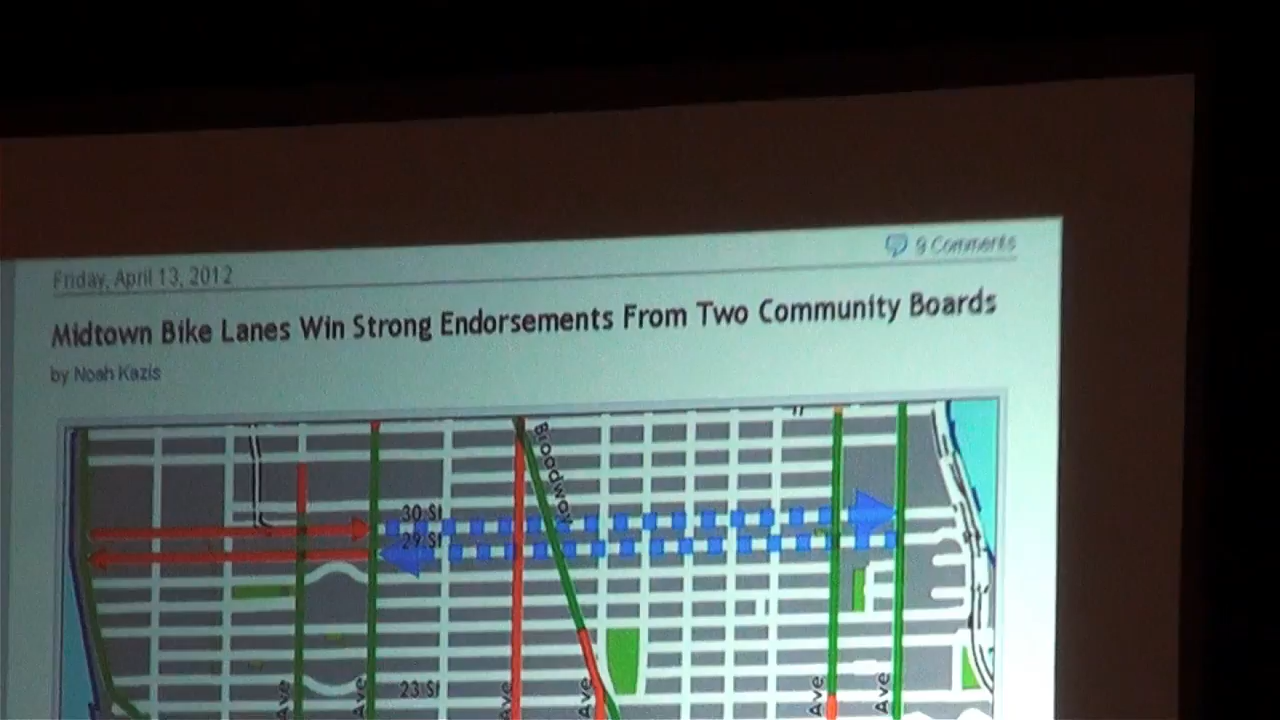 Friday, April 13, 2012
9 Comments
Midtown Bike Lanes Win Strong Endorsements From Two Community Boards
by Noah Kazis
Broadway
30 St
29 St
23 St
Ave
Ave
Ave
Ave
Ave
Ave